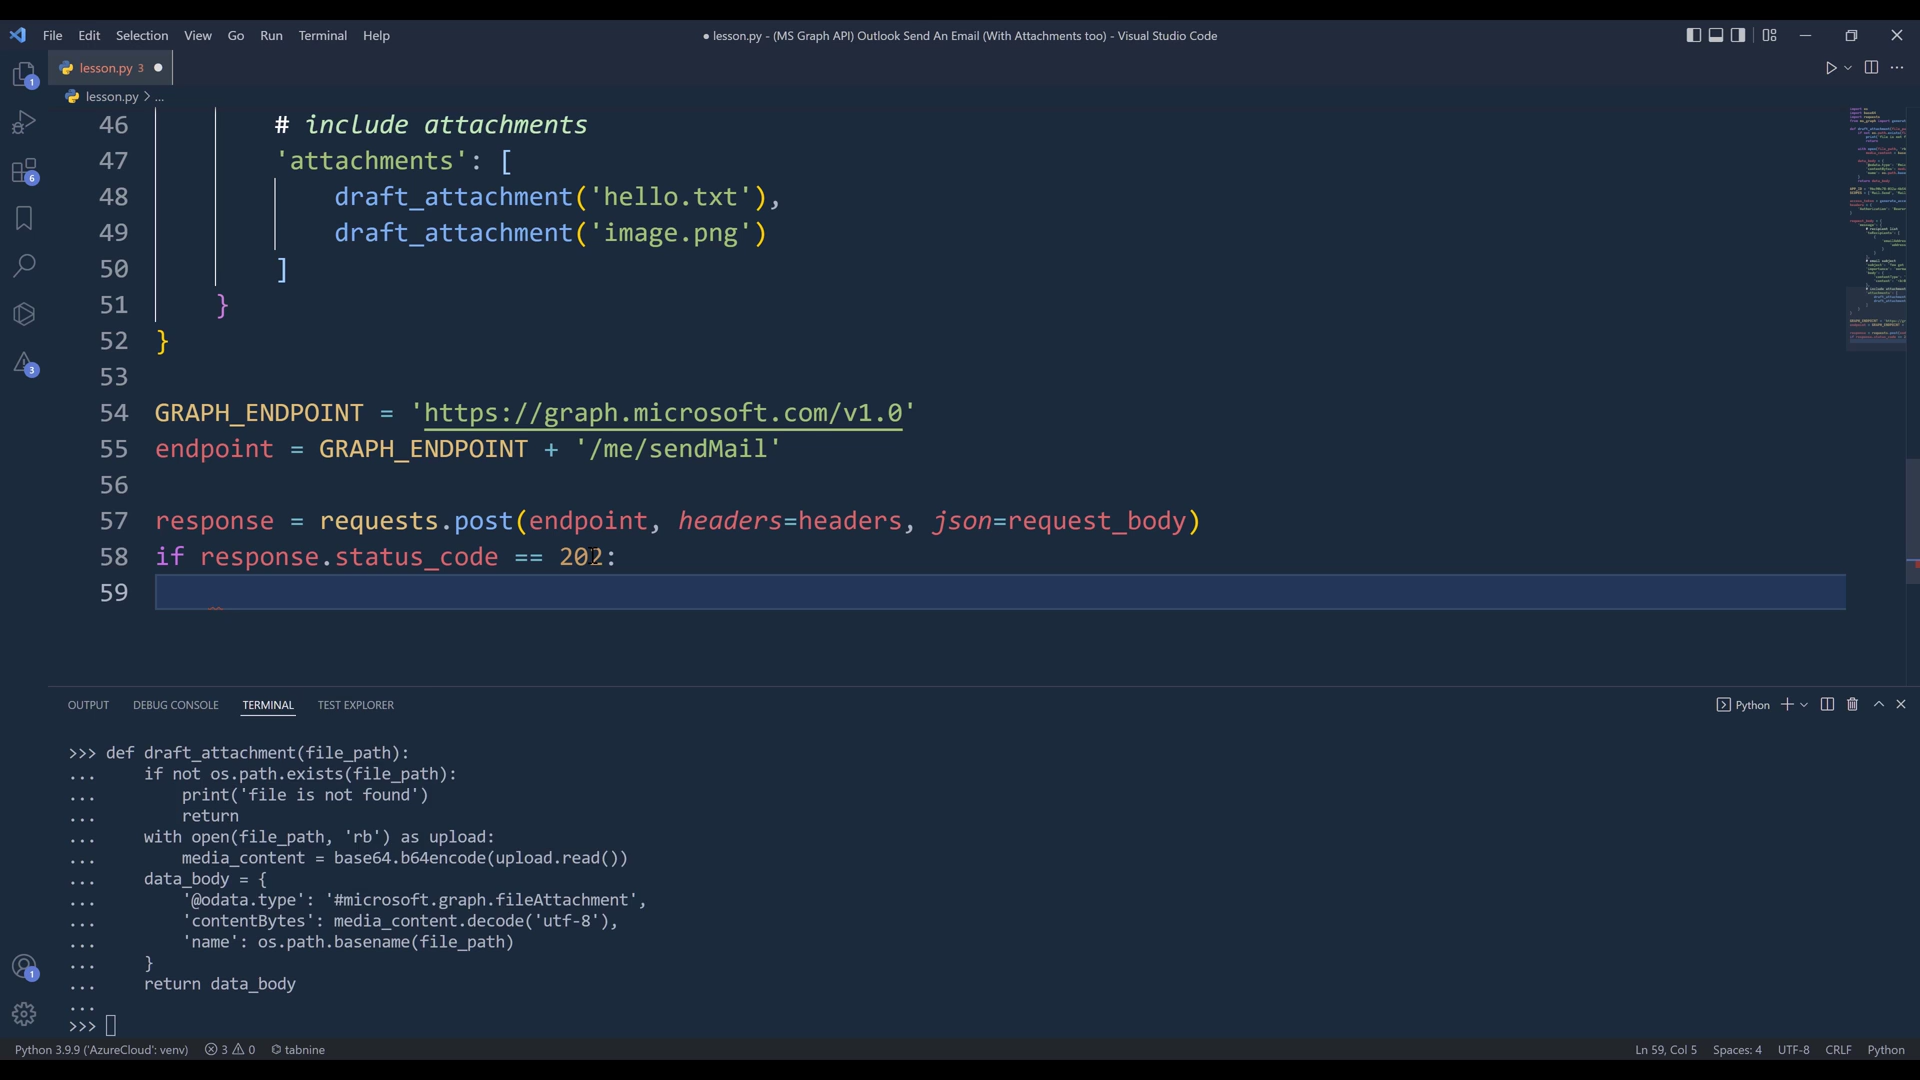 File Edit Selection View Go Run Terminal Help
● lesson.py - (MS Graph API) Outlook Send An Email (With Attachments too) - Visual Studio Code
lesson.py 3
lesson.py > ...
46 # include attachments
47 'attachments': [
48 draft_attachment('hello.txt'),
49 draft_attachment('image.png')
50 ]
51 }
52 }
53
54 GRAPH_ENDPOINT = 'https://graph.microsoft.com/v1.0'
55 endpoint = GRAPH_ENDPOINT + '/me/sendMail'
56
57 response = requests.post(endpoint, headers=headers, json=request_body)
58 if response.status_code == 202:
59
1
6
3
1
OUTPUT DEBUG CONSOLE TERMINAL TEST EXPLORER
Python
>>> def draft_attachment(file_path):
... if not os.path.exists(file_path):
... print('file is not found')
... return
... with open(file_path, 'rb') as upload:
... media_content = base64.b64encode(upload.read())
... data_body = {
... '@odata.type': '#microsoft.graph.fileAttachment',
... 'contentBytes': media_content.decode('utf-8'),
... 'name': os.path.basename(file_path)
... }
... return data_body
...
>>>
Python 3.9.9 ('AzureCloud': venv) 3 0 tabnine
Ln 59, Col 5 Spaces: 4 UTF-8 CRLF Python